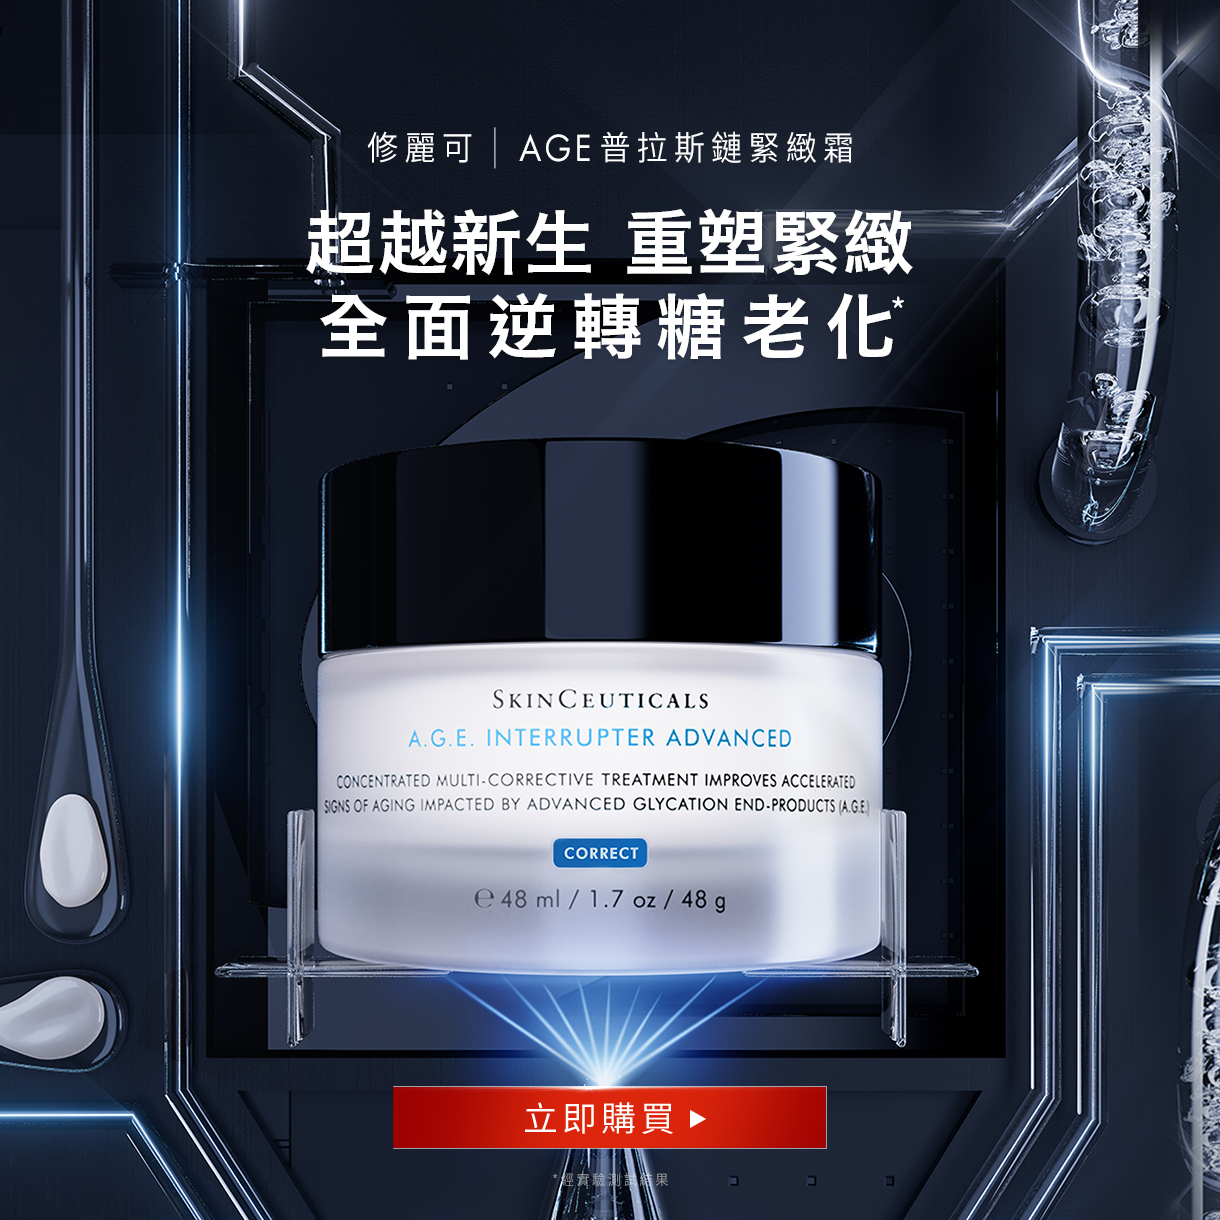 修麗可 | AGE普拉斯鏈緊緻霜
超越新生 重塑緊緻
全面逆轉糖老化*
SKINCEUTICALS
A.G.E. INTERRUPTER ADVANCED
CONCENTRATED MULTI-CORRECTIVE TREATMENT IMPROVES ACCELERATED
SIGNS OF AGING IMPACTED BY ADVANCED GLYCATION END-PRODUCTS (A.G.E.)
CORRECT
℮ 48 ml / 1.7 oz / 48 g
立即購買 ▶
*經實驗測試結果